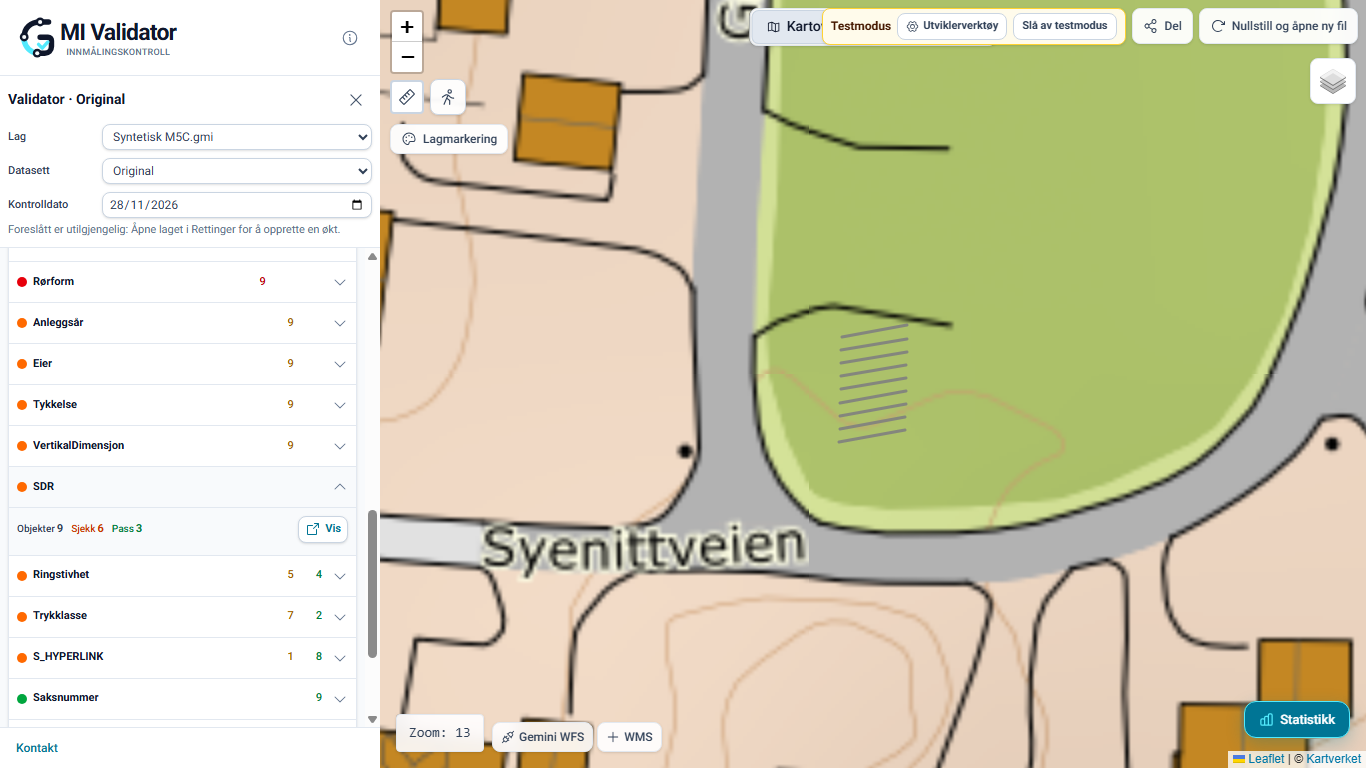 MI Validator
INNMÅLINGSKONTROLL
Validator · Original
Lag
Syntetisk M5C.gmi
Datasett
Original
Kontrolldato
28/11/2026
Foreslått er utilgjengelig: Åpne laget i Rettinger for å opprette en økt.
Rørform 9
Anleggsår 9
Eier 9
Tykkelse 9
VertikalDimensjon 9
SDR
Objekter 9 Sjekk 6 Pass 3
Vis
Ringstivhet 5 4
Trykklasse 7 2
S_HYPERLINK 1 8
Saksnummer 9
Kontakt
+
−
Lagmarkering
Testmodus
Utviklerverktøy
Slå av testmodus
Del
Nullstill og åpne ny fil
Syenittveien
Zoom: 13
Gemini WFS
+ WMS
Statistikk
Leaflet | © Kartverket